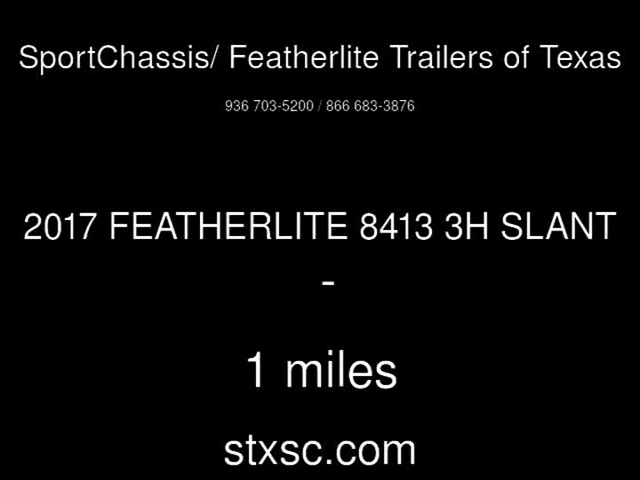 SportChassis/ Featherlite Trailers of Texas
936 703-5200 / 866 683-3876
2017 FEATHERLITE 8413 3H SLANT
-
1 miles
stxsc.com